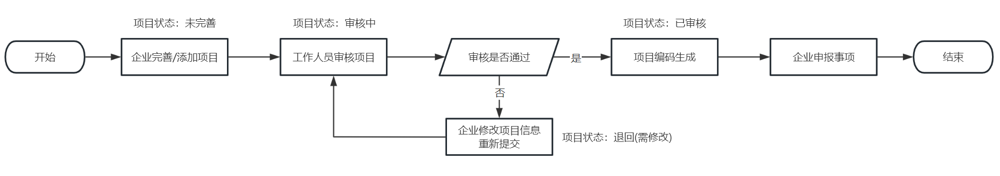 项目状态：未完善
项目状态：审核中
项目状态：已审核
开始
企业完善/添加项目
工作人员审核项目
审核是否通过
是
项目编码生成
企业申报事项
结束
否
企业修改项目信息
重新提交
项目状态：退回(需修改)